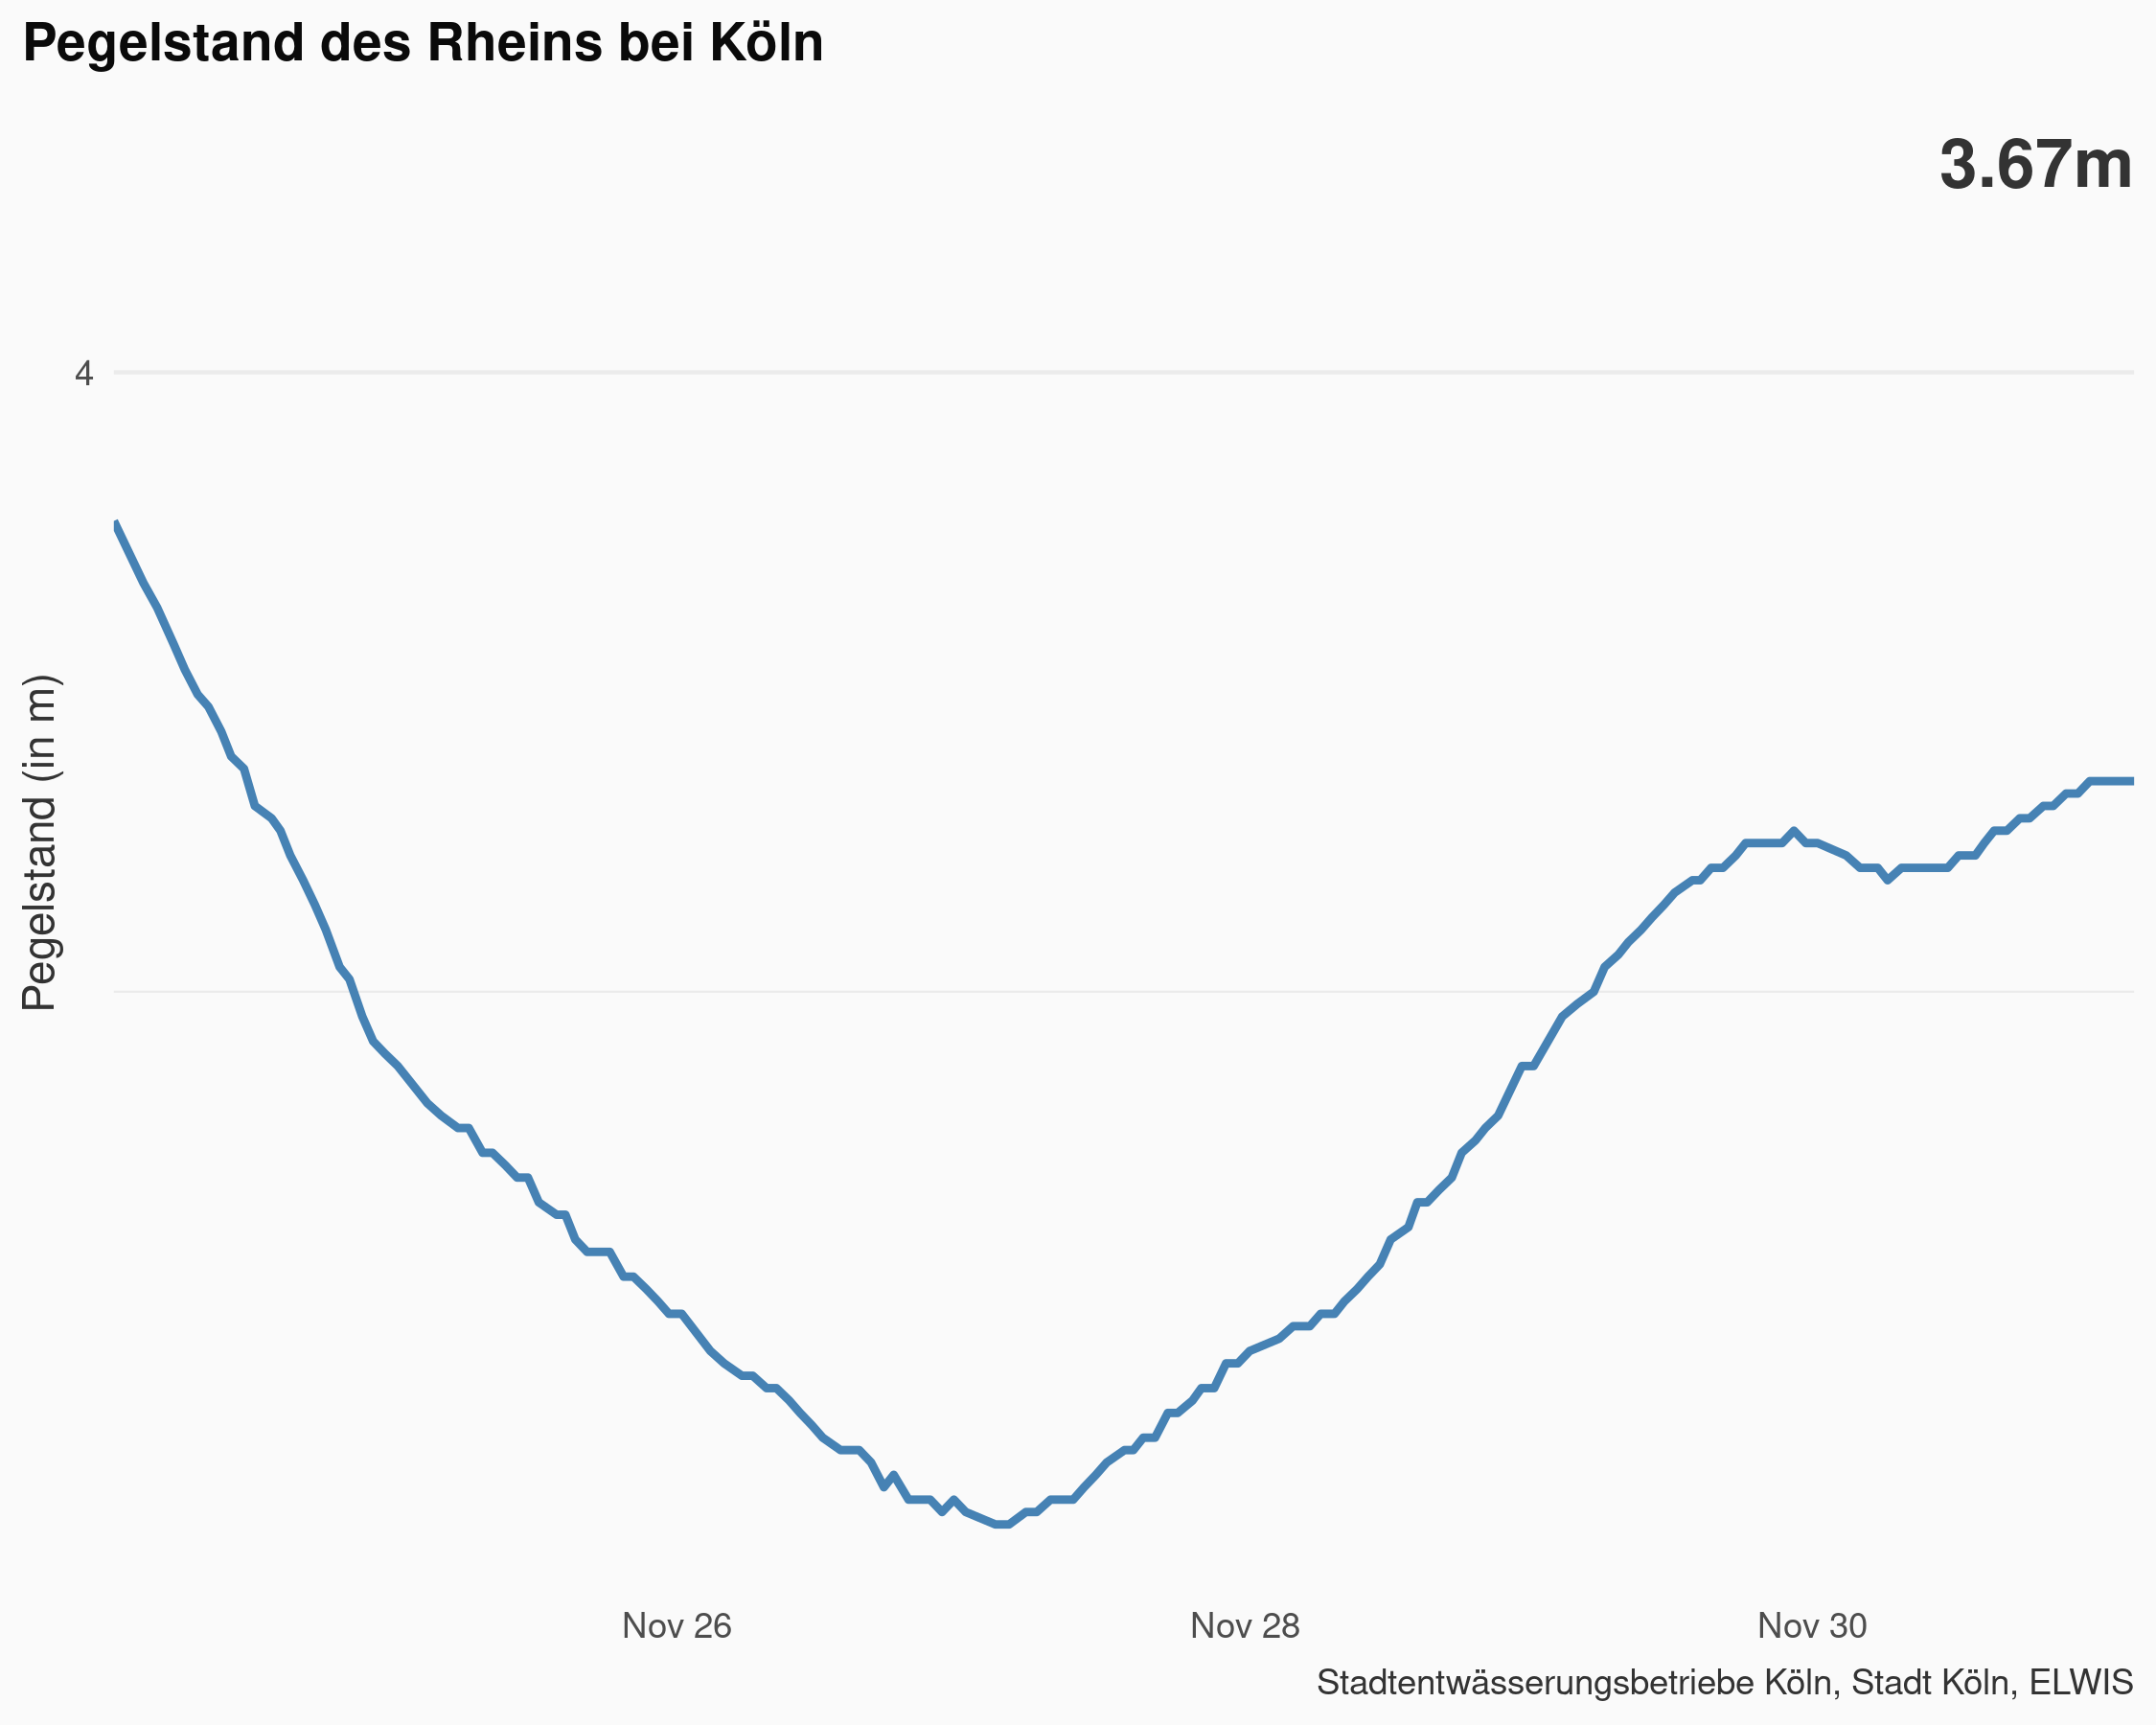 Pegelstand des Rheins bei Köln
3.67m
4
Pegelstand (in m)
Nov 26
Nov 28
Nov 30
Stadtentwässerungsbetriebe Köln, Stadt Köln, ELWIS